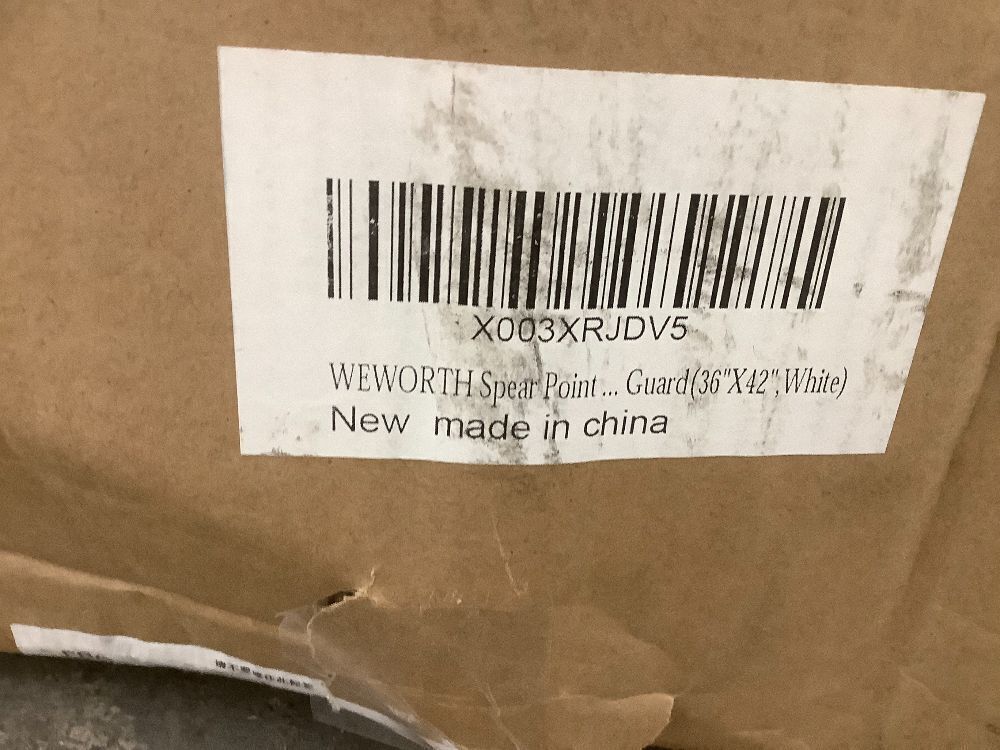 X003XRJDV5
WEWORTH Spear Point ... Guard(36"X42",White)
New made in china